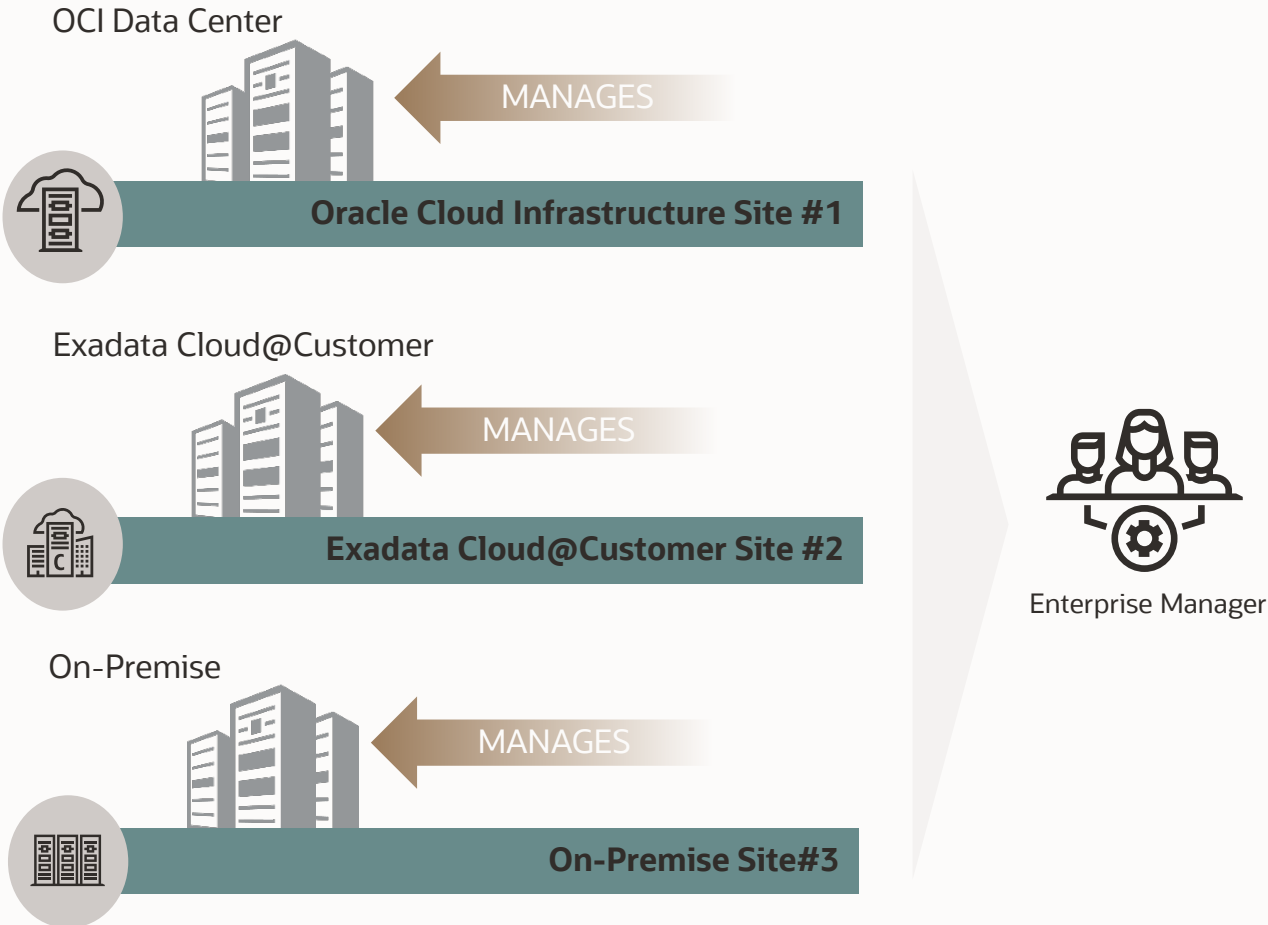 OCI Data Center
MANAGES
Oracle Cloud Infrastructure Site #1
Exadata Cloud@Customer
MANAGES
C
Exadata Cloud@Customer Site #2
Enterprise Manager
On-Premise
MANAGES
On-Premise Site#3